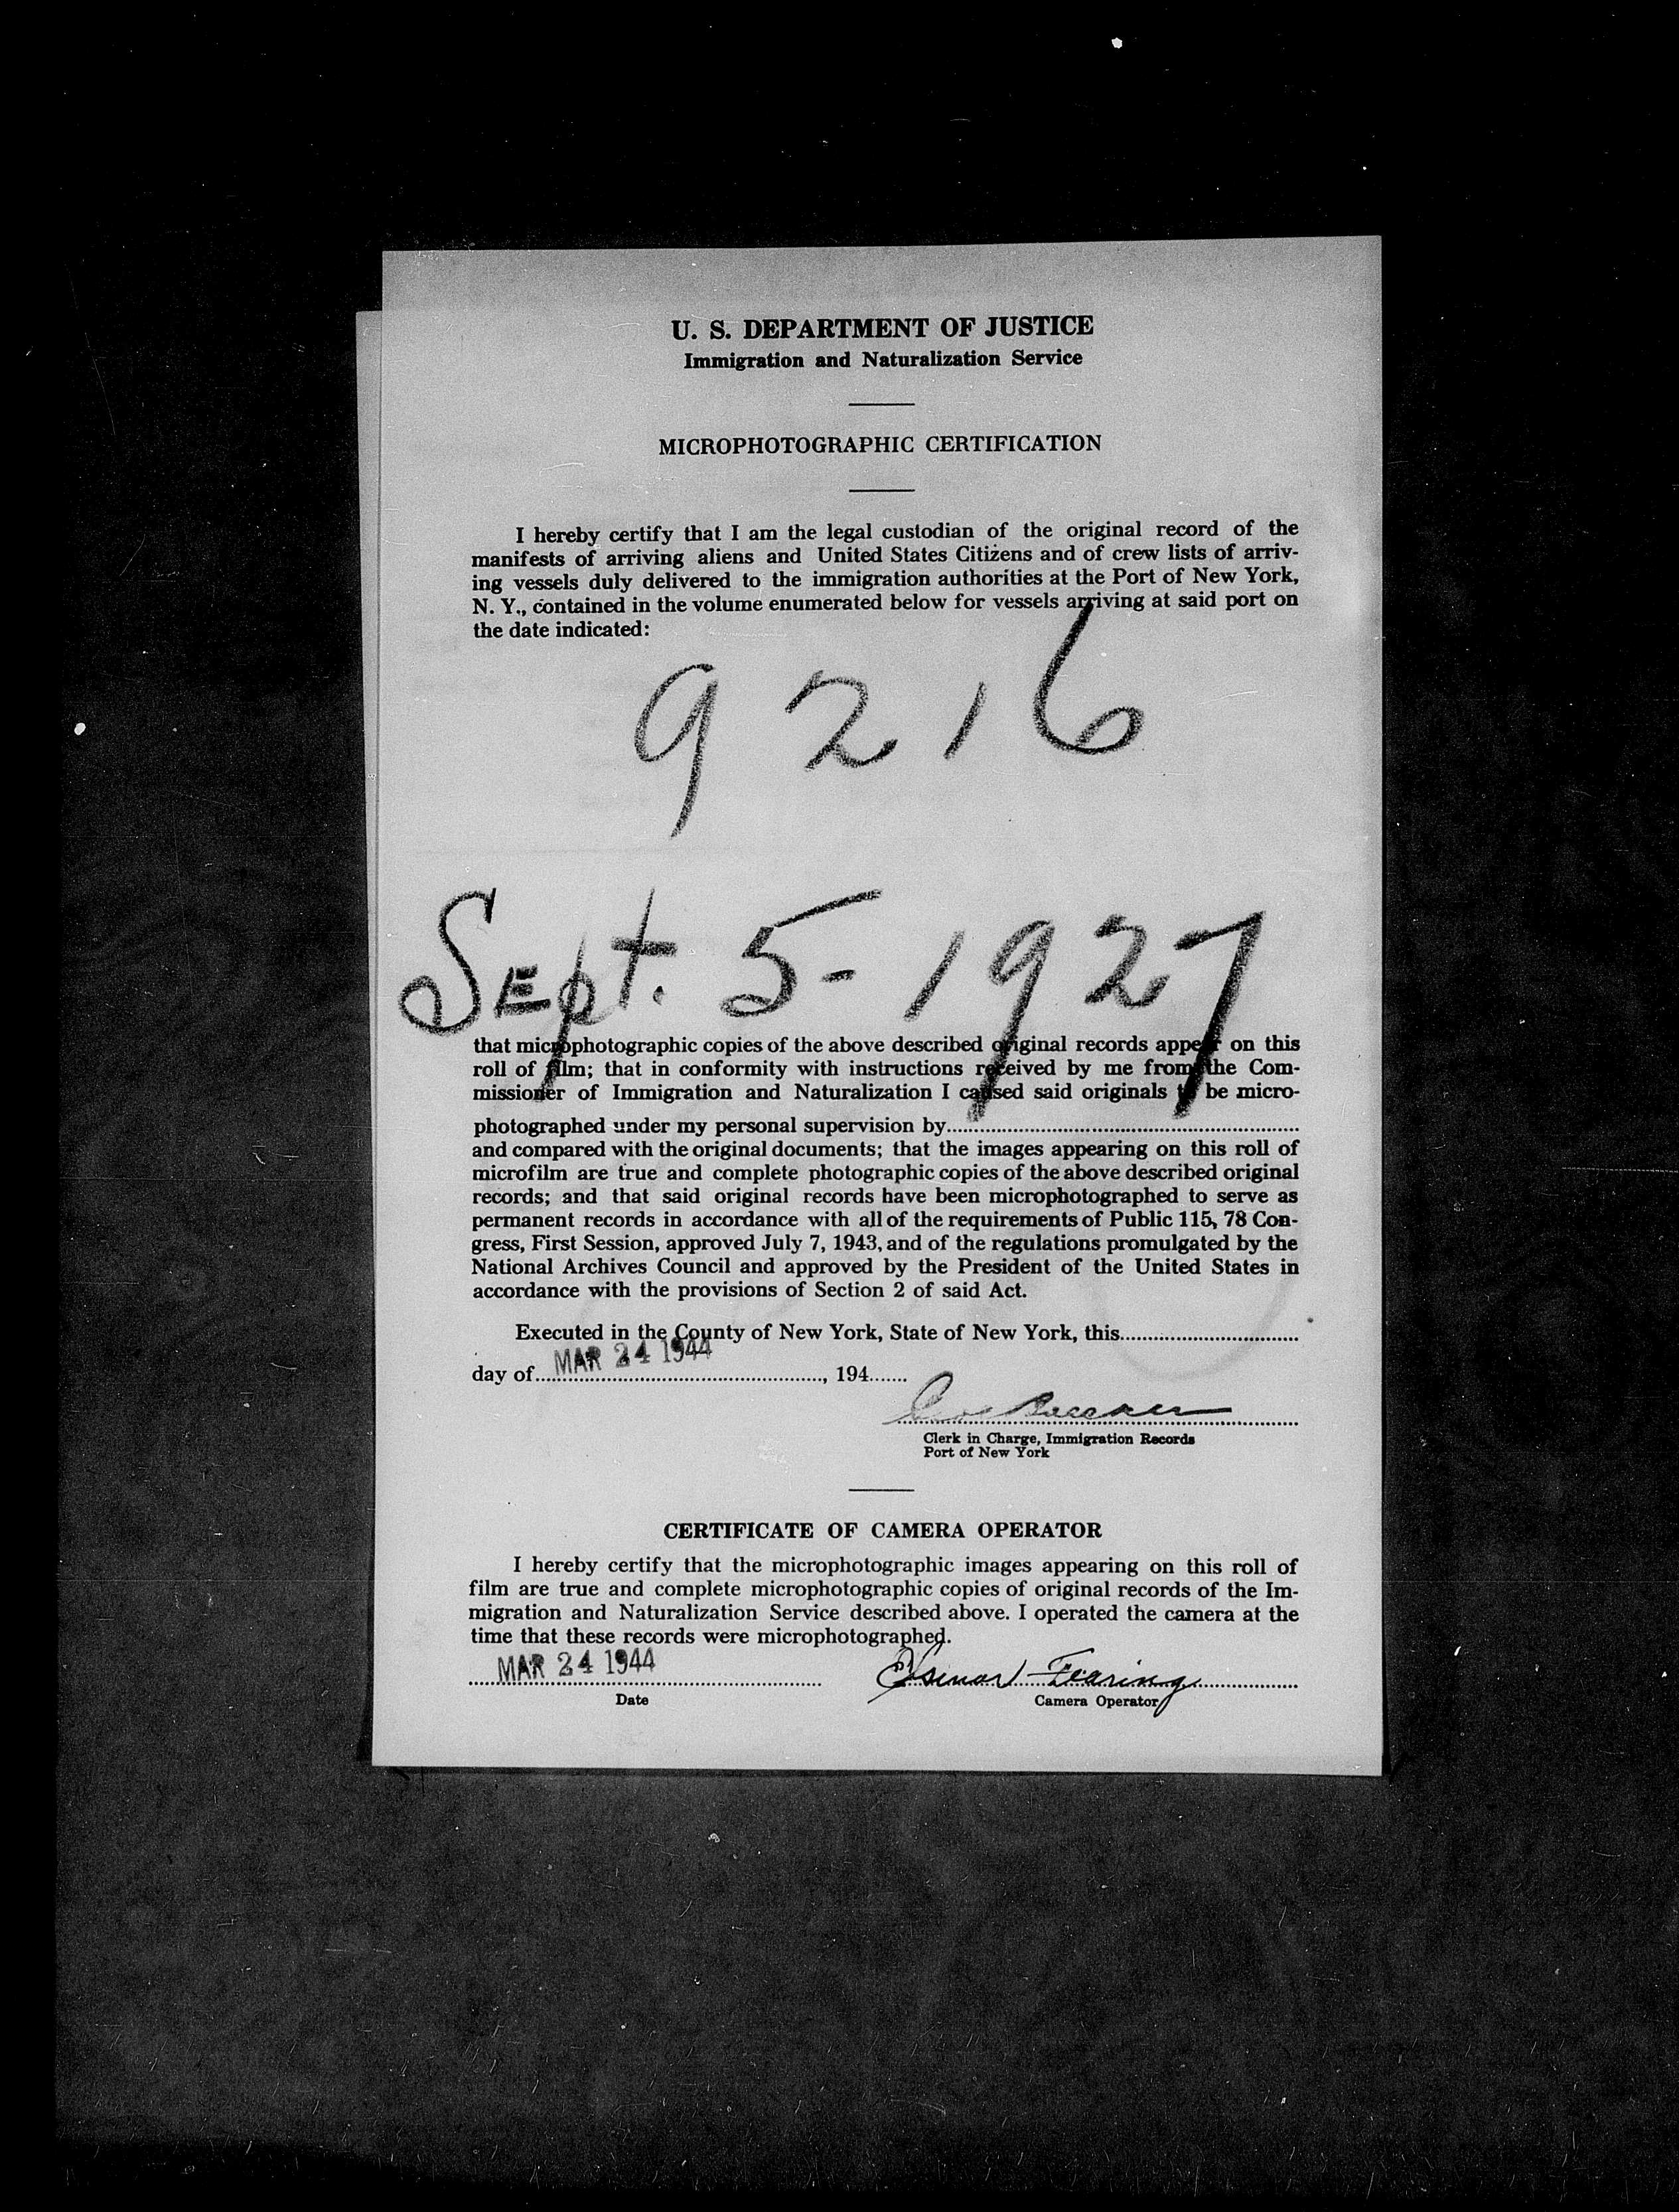 U. S. DEPARTMENT OF JUSTICE
Immigration and Naturalization Service
MICROPHOTOGRAPHIC CERTIFICATION
I hereby certify that I am the legal custodian of the original record of the
manifests of arriving aliens and United States Citizens and of crew lists of arriv-
ing vessels duly delivered to the immigration authorities at the Port of New York,
N. Y., contained in the volume enumerated below for vessels arriving at said port on
the date indicated:
9216
Sept. 5 - 1927
that microphotographic copies of the above described original records appear on this
roll of film; that in conformity with instructions received by me from the Com-
missioner of Immigration and Naturalization I caused said originals to be micro-
photographed under my personal supervision by
and compared with the original documents; that the images appearing on this roll of
microfilm are true and complete photographic copies of the above described original
records; and that said original records have been microphotographed to serve as
permanent records in accordance with all of the requirements of Public 115, 78 Con-
gress, First Session, approved July 7, 1943, and of the regulations promulgated by the
National Archives Council and approved by the President of the United States in
accordance with the provisions of Section 2 of said Act.
Executed in the County of New York, State of New York, this
day of MAR 24 1944, 194
Clerk in Charge, Immigration Records
Port of New York
CERTIFICATE OF CAMERA OPERATOR
I hereby certify that the microphotographic images appearing on this roll of
film are true and complete microphotographic copies of original records of the Im-
migration and Naturalization Service described above. I operated the camera at the
time that these records were microphotographed.
MAR 24 1944 Fearing
Date Camera Operator